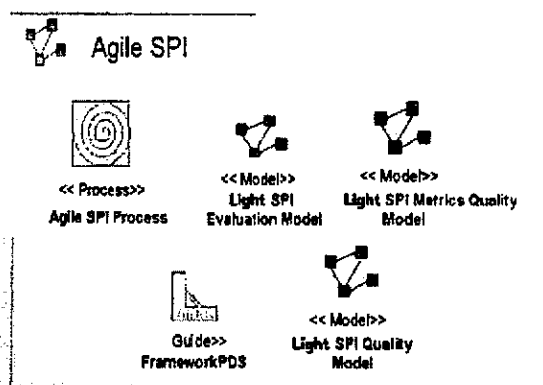 Agile SPI
<< Process>>
Agile SPI Process
<< Model>>
Light SPI
Evaluation Model
<< Model>>
Light SPI Metrics Quality
Model
Guide>>
FrameworkPDS
<< Model>>
Light SPI Quality
Model